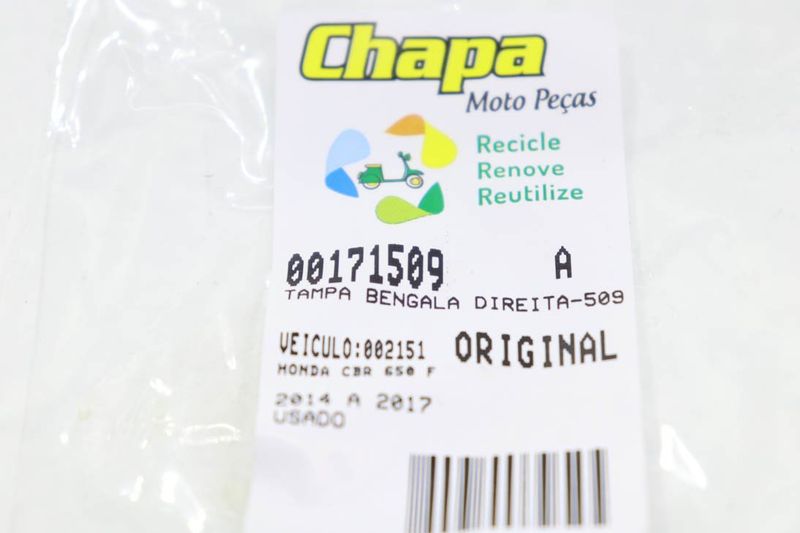 Chapa
Moto Peças
Recicle
Renove
Reutilize
00171509 A
TAMPA BENGALA DIREITA-509
VEICULO:002151 ORIGINAL
HONDA CBR 650 F
2014 A 2017
USADO